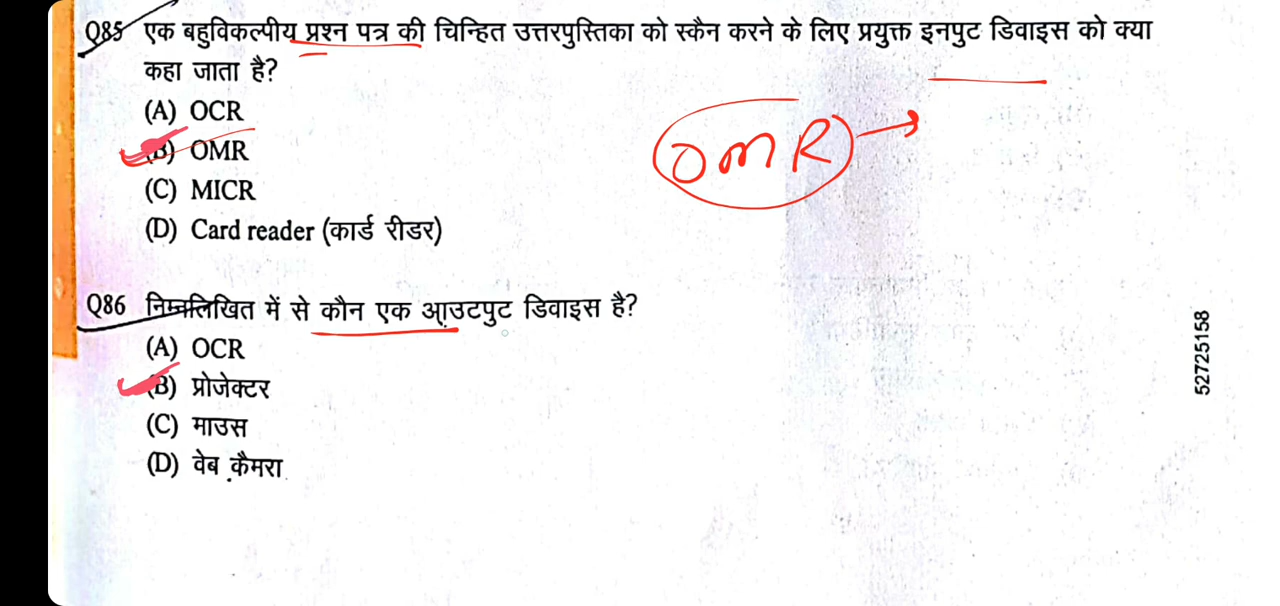 Q85 एक बहुविकल्पीय प्रश्न पत्र की चिन्हित उत्तरपुस्तिका को स्कैन करने के लिए प्रयुक्त इनपुट डिवाइस को क्या
कहा जाता है?
(A) OCR
(B) OMR
(C) MICR
(D) Card reader (कार्ड रीडर)
OMR
Q86 निम्नलिखित में से कौन एक आउटपुट डिवाइस है?
(A) OCR
(B) प्रोजेक्टर
(C) माउस
(D) वेब कैमरा
52725158